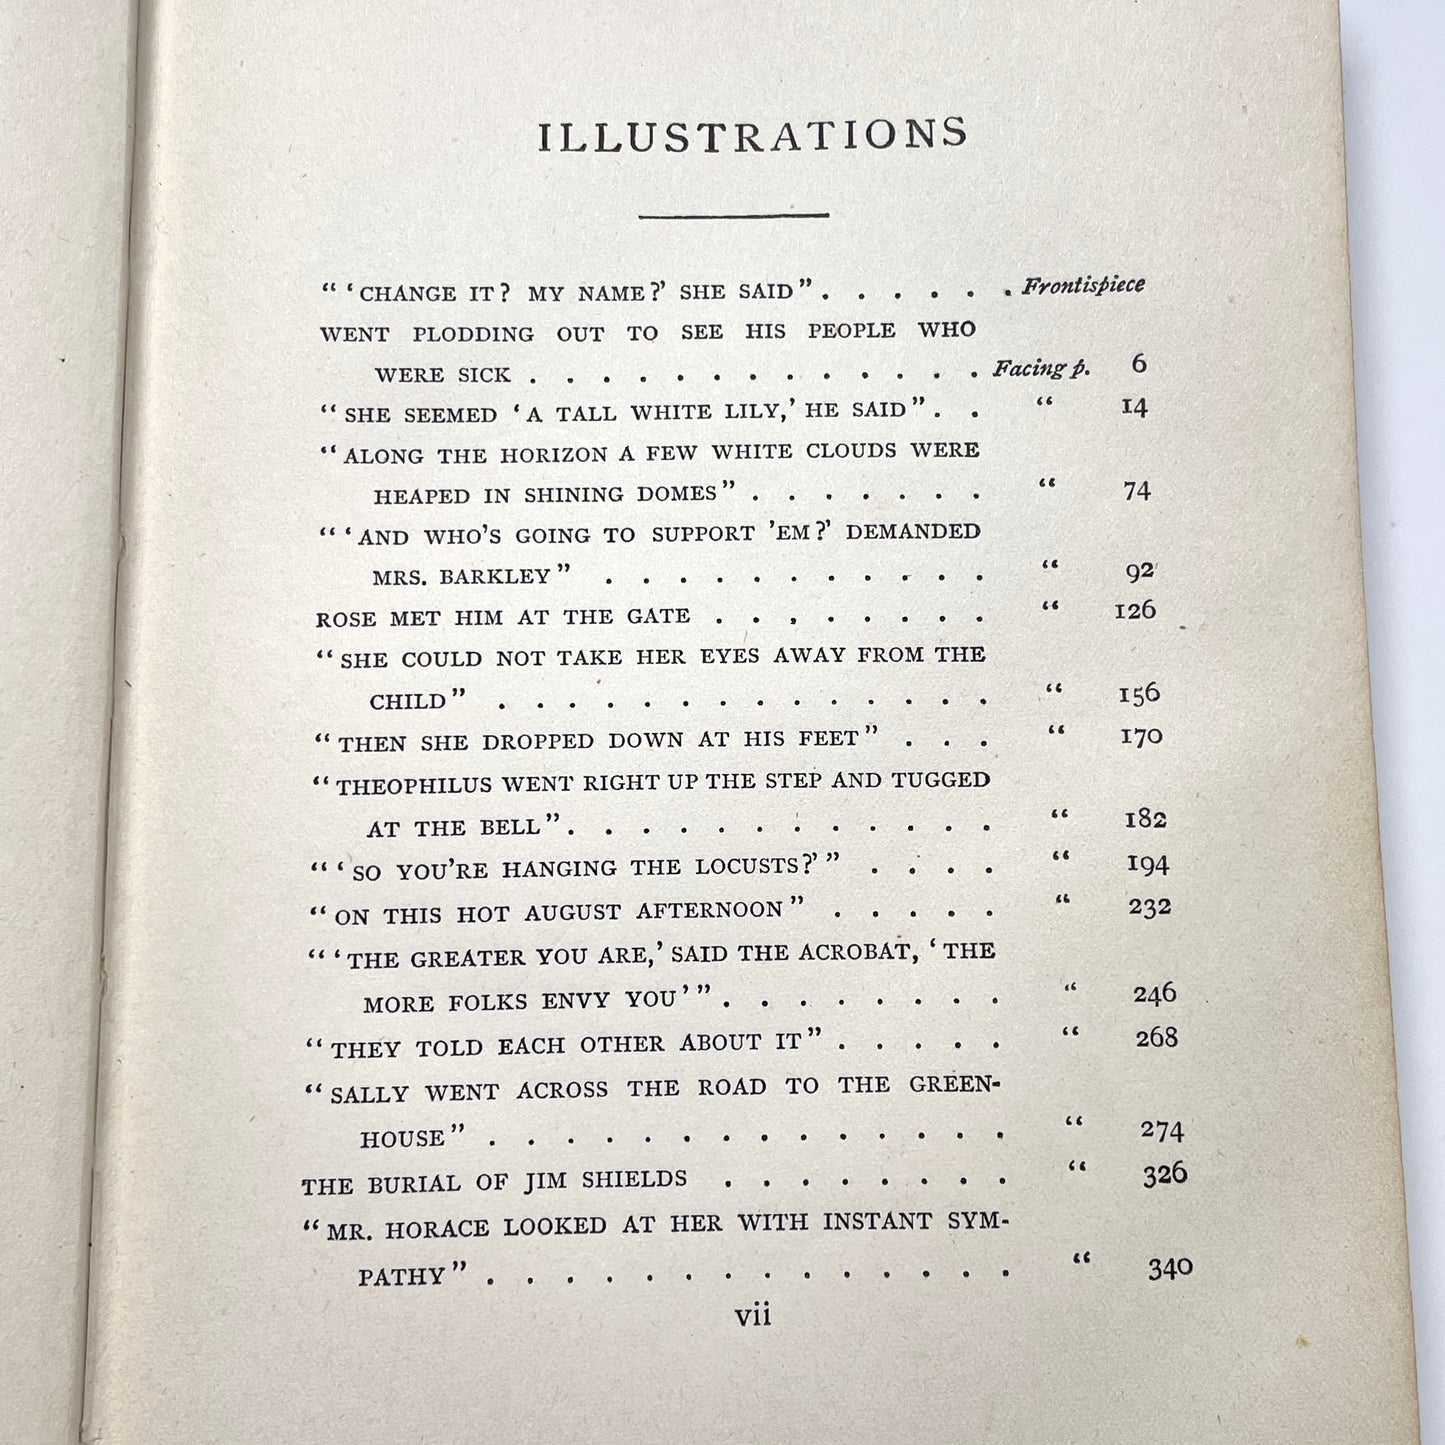 ILLUSTRATIONS
“ ‘CHANGE IT? MY NAME?’ SHE SAID” . . . . . . Frontispiece
WENT PLODDING OUT TO SEE HIS PEOPLE WHO
WERE SICK . . . . . . . . . . . . Facing p. 6
“SHE SEEMED ‘A TALL WHITE LILY,’ HE SAID” . . “ 14
“ALONG THE HORIZON A FEW WHITE CLOUDS WERE
HEAPED IN SHINING DOMES” . . . . . . . “ 74
“ ‘AND WHO’S GOING TO SUPPORT ’EM?’ DEMANDED
MRS. BARKLEY” . . . . . . . . . . “ 92
ROSE MET HIM AT THE GATE . . . . . . . . “ 126
“SHE COULD NOT TAKE HER EYES AWAY FROM THE
CHILD” . . . . . . . . . . . . . “ 156
“THEN SHE DROPPED DOWN AT HIS FEET” . . . “ 170
“THEOPHILUS WENT RIGHT UP THE STEP AND TUGGED
AT THE BELL” . . . . . . . . . . . . “ 182
“ ‘SO YOU’RE HANGING THE LOCUSTS?’ ” . . . . “ 194
“ON THIS HOT AUGUST AFTERNOON” . . . . . “ 232
“ ‘THE GREATER YOU ARE,’ SAID THE ACROBAT, ‘THE
MORE FOLKS ENVY YOU’ ” . . . . . . . . “ 246
“THEY TOLD EACH OTHER ABOUT IT” . . . . . “ 268
“SALLY WENT ACROSS THE ROAD TO THE GREEN-
HOUSE” . . . . . . . . . . . . . . “ 274
THE BURIAL OF JIM SHIELDS . . . . . . . . “ 326
“MR. HORACE LOOKED AT HER WITH INSTANT SYM-
PATHY” . . . . . . . . . . . . . . “ 340
vii